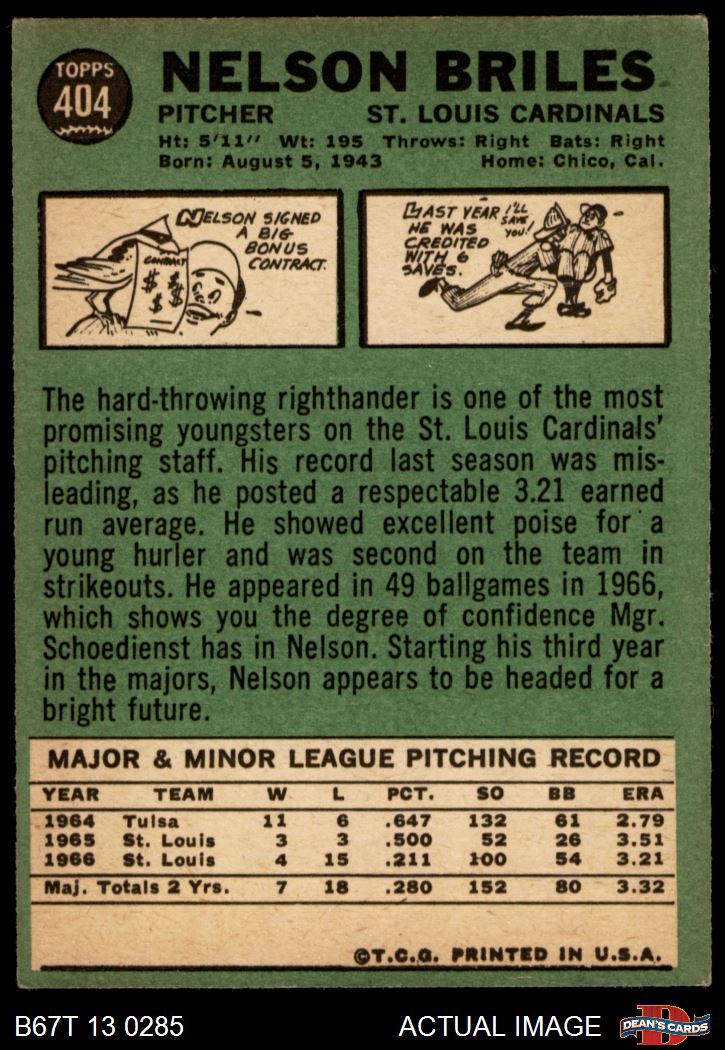 TOPPS
404
NELSON BRILES
PITCHER ST. LOUIS CARDINALS
Ht: 5'11" Wt: 195 Throws: Right Bats: Right
Born: August 5, 1943 Home: Chico, Cal.
NELSON SIGNED
A BIG
BONUS
CONTRACT.
CONTRACT
$ $
$ $
$
LAST YEAR
HE WAS
CREDITED
WITH 6
SAVES.
I'LL
SAVE
YOU!
The hard-throwing righthander is one of the most
promising youngsters on the St. Louis Cardinals'
pitching staff. His record last season was mis-
leading, as he posted a respectable 3.21 earned
run average. He showed excellent poise for a
young hurler and was second on the team in
strikeouts. He appeared in 49 ballgames in 1966,
which shows you the degree of confidence Mgr.
Schoedienst has in Nelson. Starting his third year
in the majors, Nelson appears to be headed for a
bright future.
MAJOR & MINOR LEAGUE PITCHING RECORD
YEAR TEAM W L PCT. SO BB ERA
1964 Tulsa 11 6 .647 132 61 2.79
1965 St. Louis 3 3 .500 52 26 3.51
1966 St. Louis 4 15 .211 100 54 3.21
Maj. Totals 2 Yrs. 7 18 .280 152 80 3.32
©T.C.G. PRINTED IN U.S.A.
B67T 13 0285 ACTUAL IMAGE
D
DEAN'S CARDS